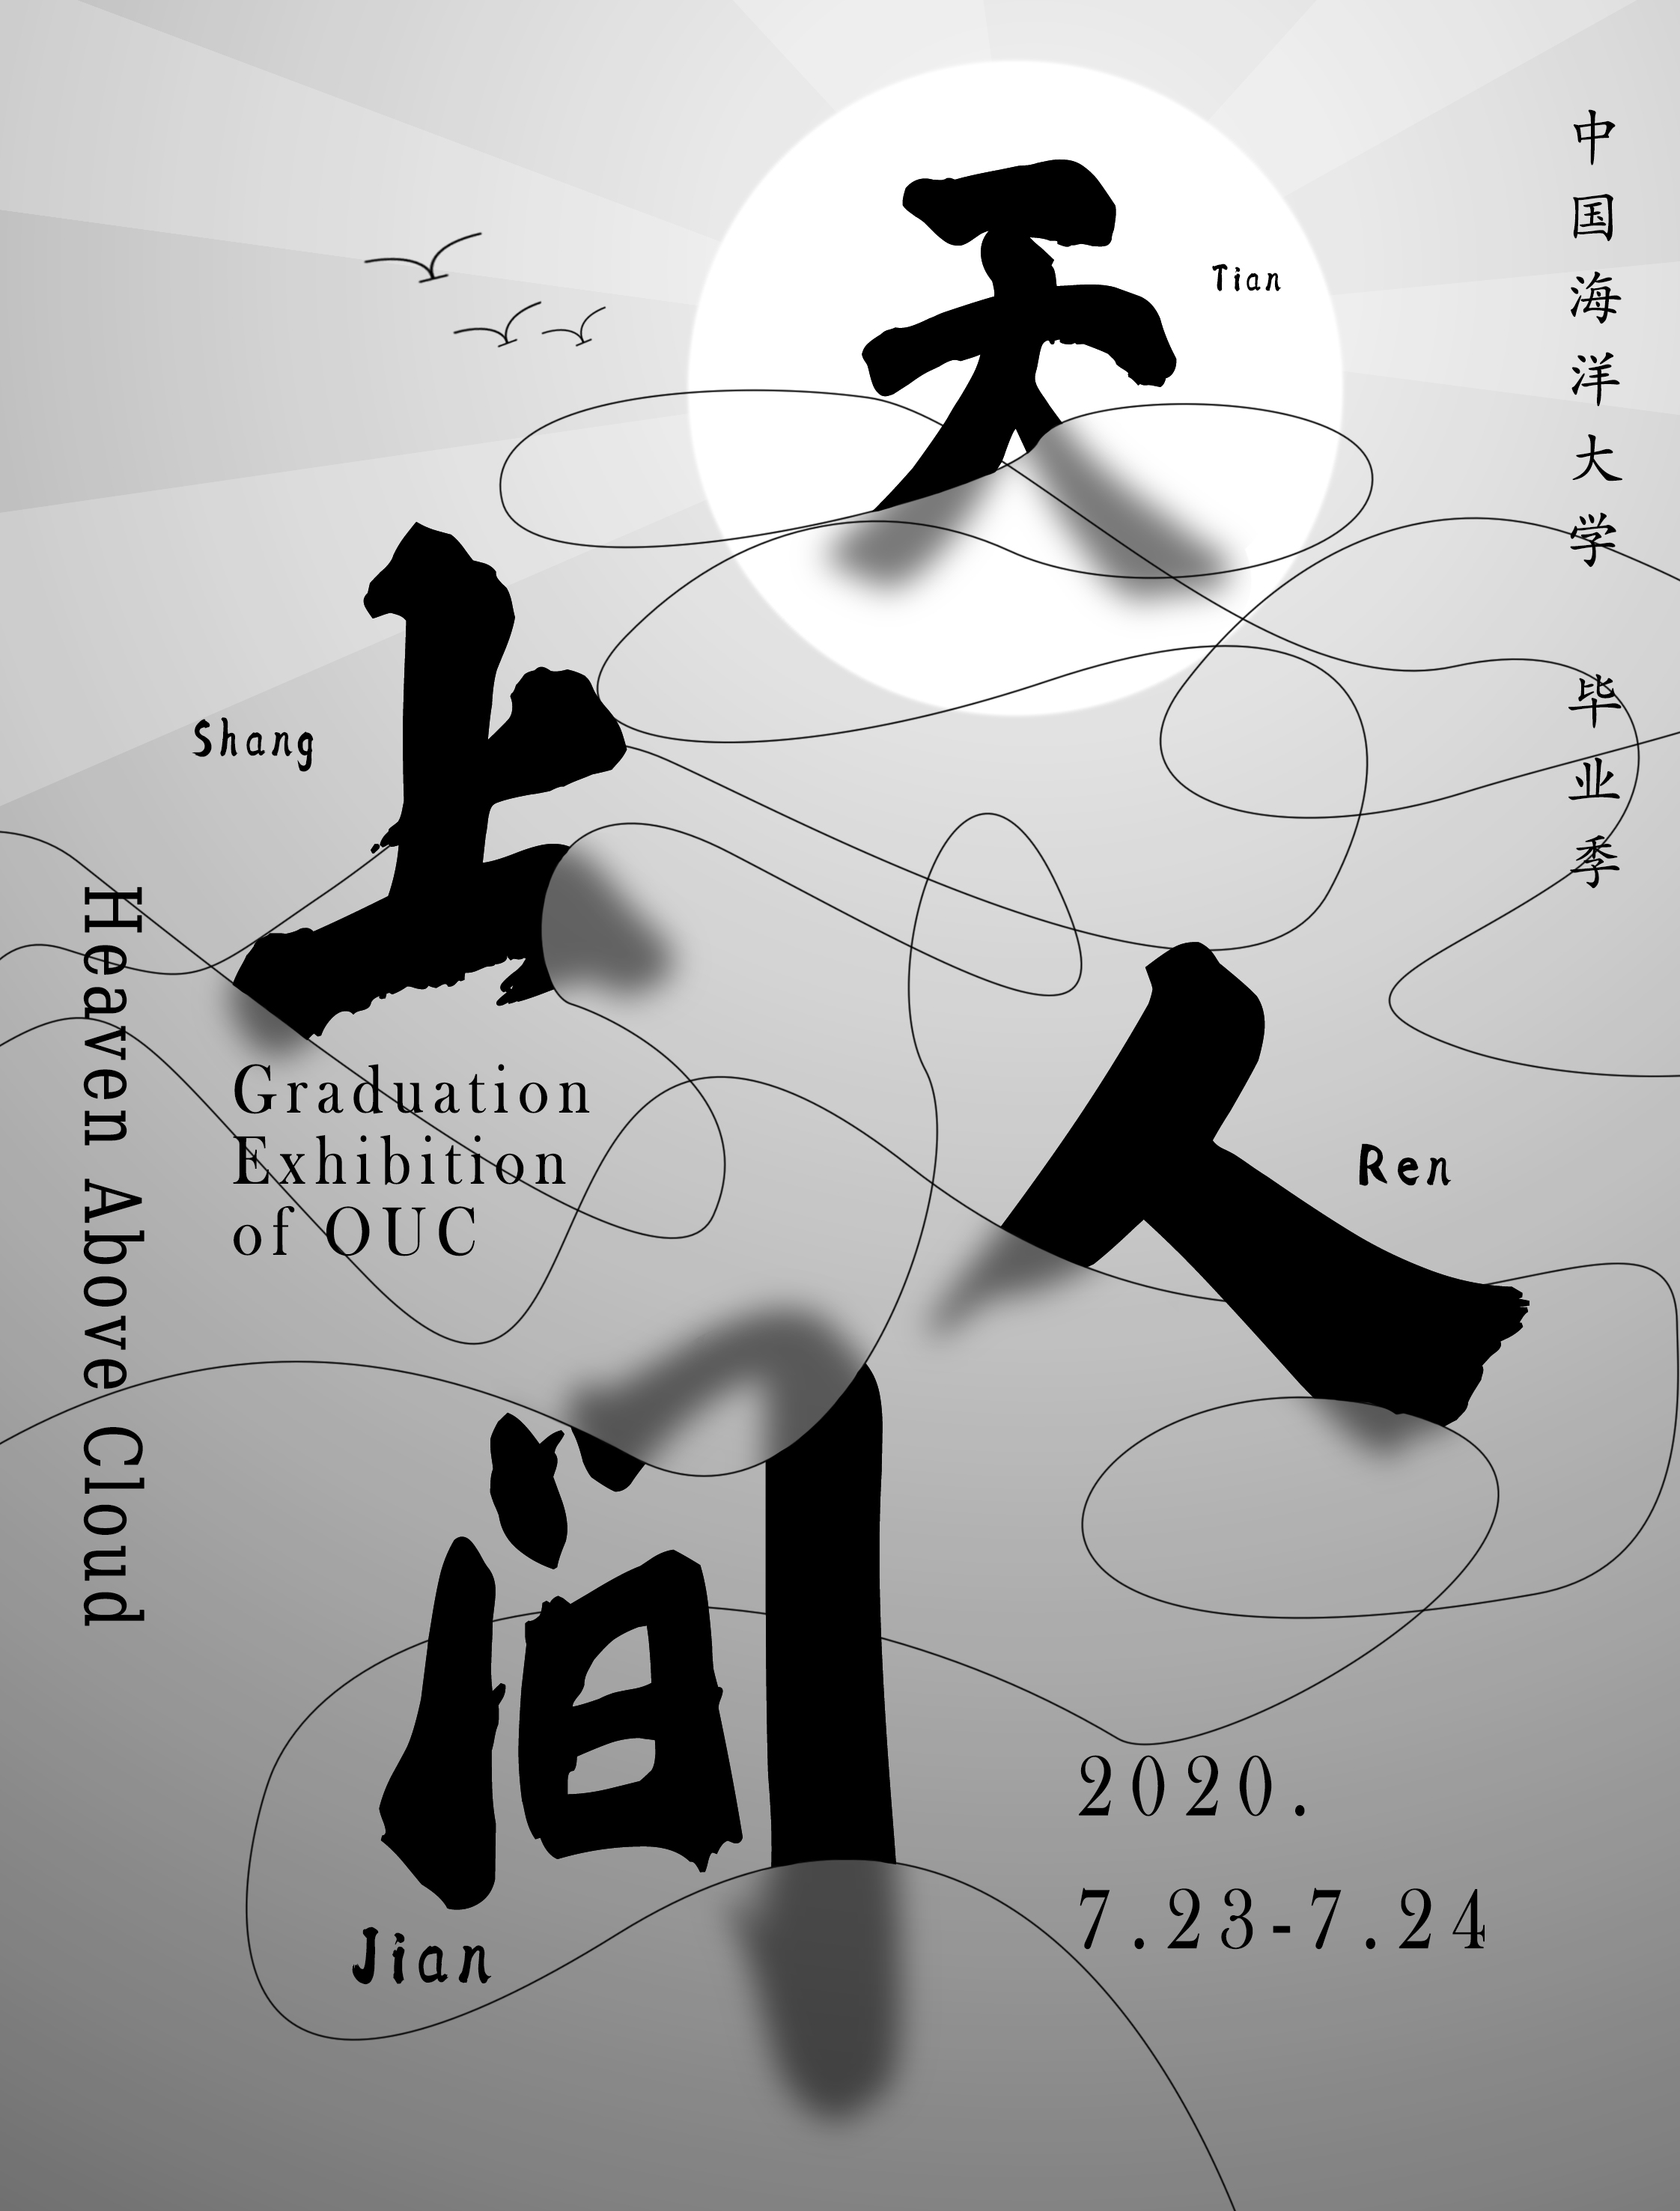 天
Tian
上
Shang
人
Ren
间
Jian
中国海洋大学 毕业季
Heaven Above Cloud
Graduation
Exhibition
of OUC
2020.
7.23-7.24